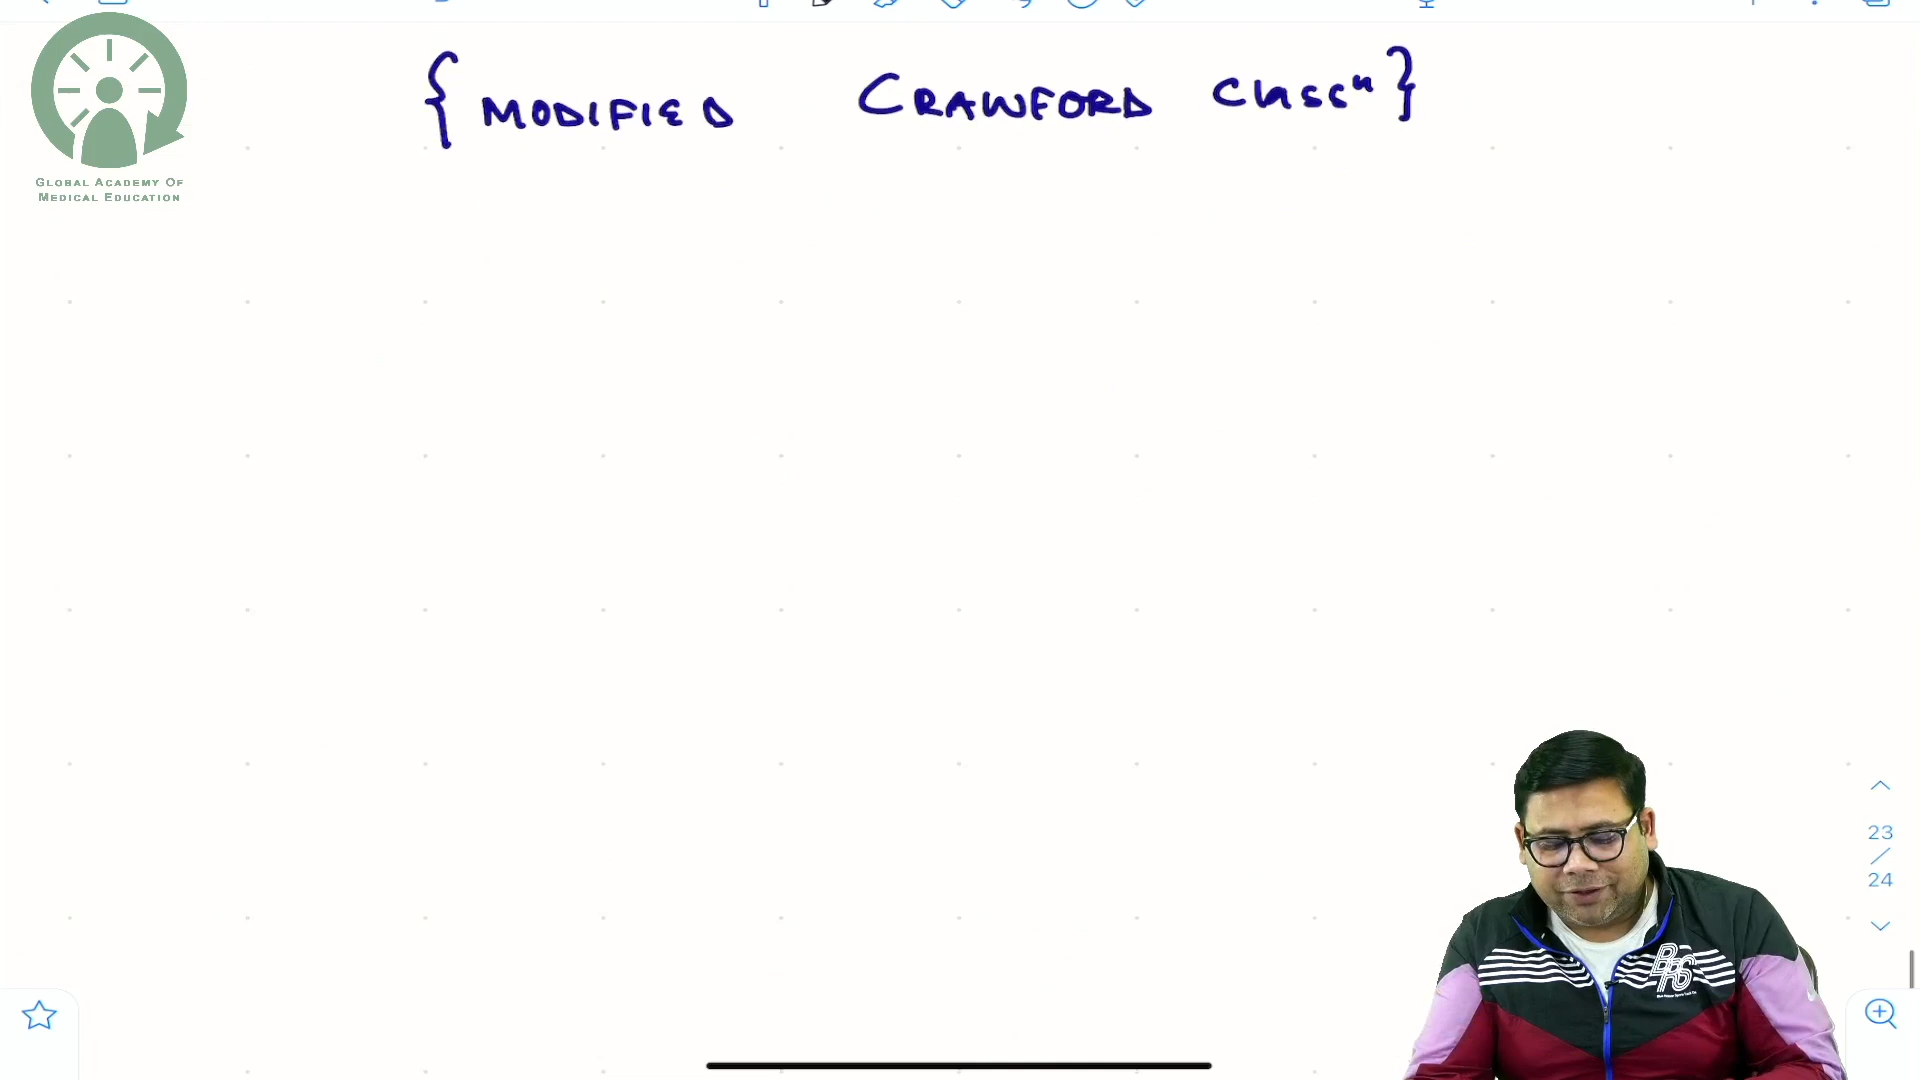 { MODIFIED CRAWFORD Classⁿ }
GLOBAL ACADEMY OF
MEDICAL EDUCATION
23
/
24